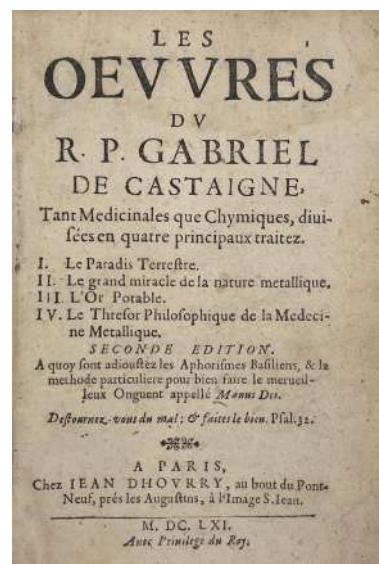 LES
OEVVRES
DV
R. P. GABRIEL
DE CASTAIGNE,
Tant Medicinales que Chymiques, diui-
sées en quatre principaux traitez.
I. Le Paradis Terrestre.
II. Le grand miracle de la nature metallique.
III. L'Or Potable.
IV. Le Thresor Philosophique de la Medeci-
ne Metallique.
SECONDE EDITION.
A quoy sont adioustez les Aphorismes Basiliens, & la
methode particuliere pour bien faire le merueil-
leux Onguent appellé Manus Dei.
Destournez-vous du mal; & faites le bien. Psal. 32.
A PARIS,
Chez IEAN DHOVRRY, au bout du Pont-
Neuf, prés les Augustins, à l'Image S. Iean.
M. DC. LXI.
Auec Priuilege du Roy.